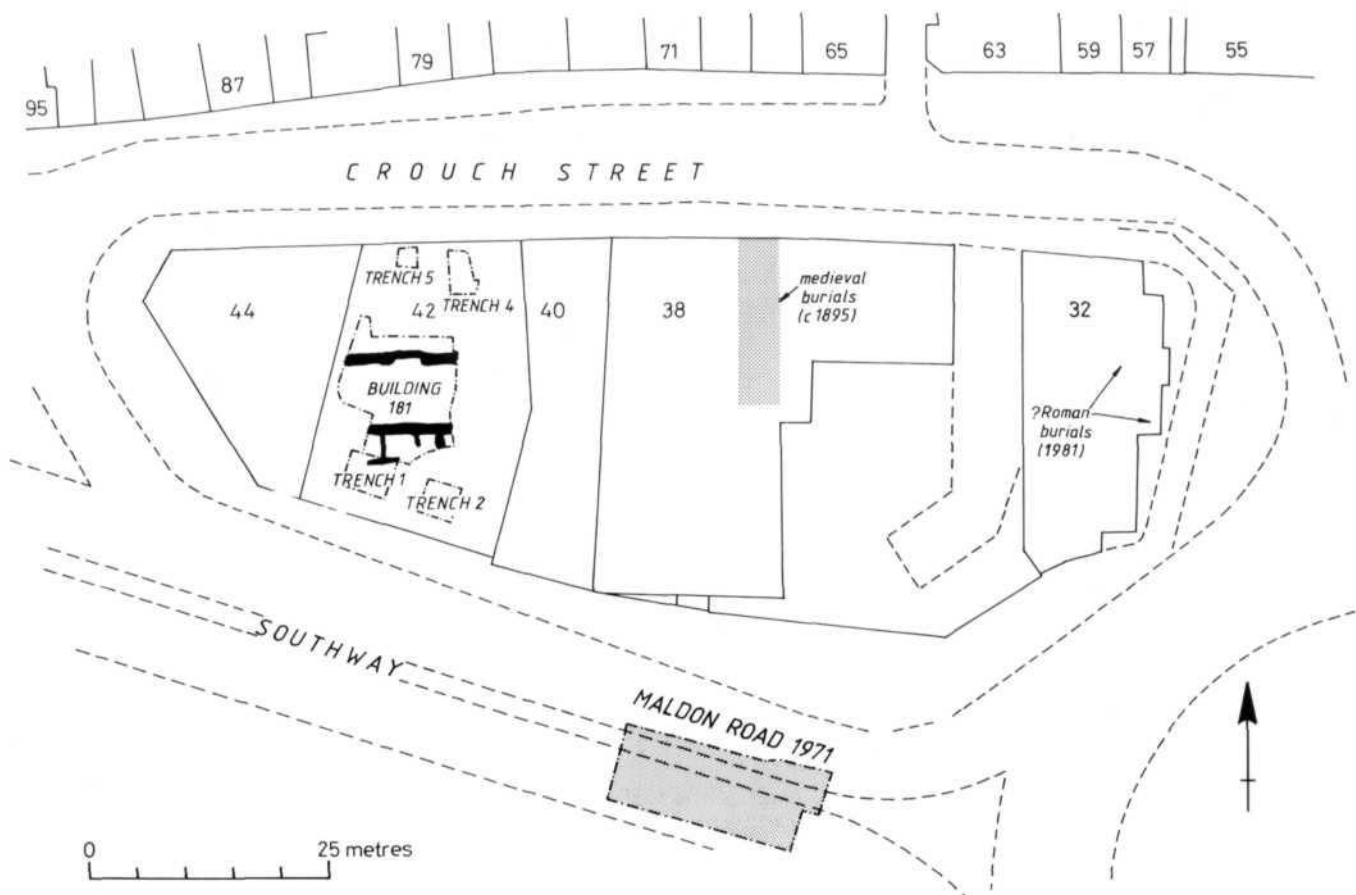 95
87
79
71
65
63
59
57
55
CROUCH STREET
44
TRENCH 5
42
TRENCH 4
40
38
medieval
burials
(c 1895)
32
BUILDING
181
?Roman
burials
(1981)
TRENCH 1
TRENCH 2
SOUTHWAY
MALDON ROAD 1971
0
25 metres